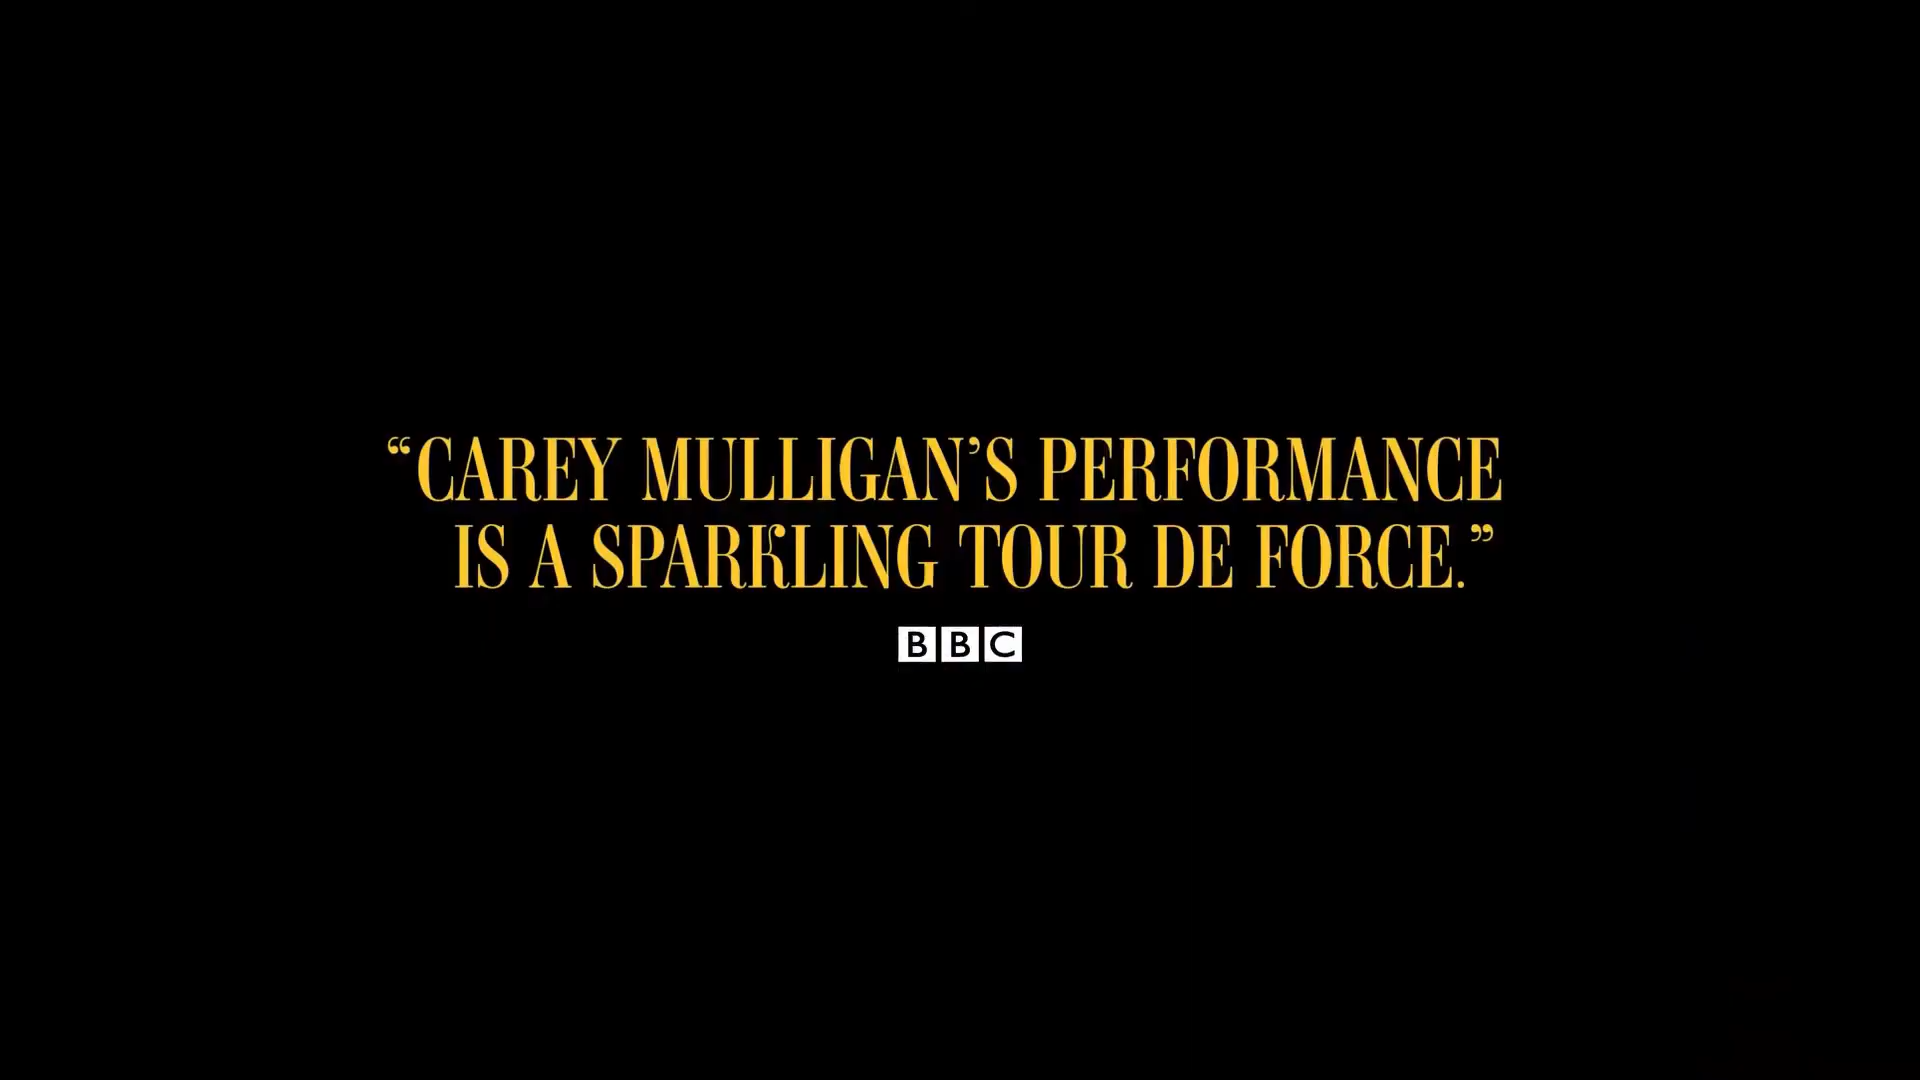 “CAREY MULLIGAN’S PERFORMANCE
IS A SPARKLING TOUR DE FORCE.”
BBC